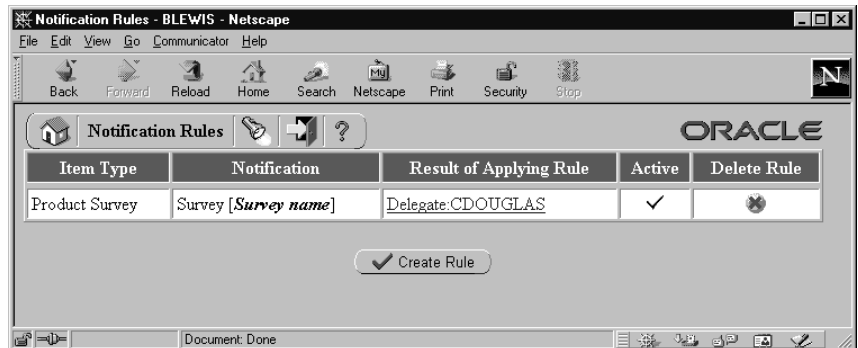 Notification Rules - BLEWIS - Netscape
File Edit View Go Communicator Help
My
Back Forward Reload Home Search Netscape Print Security Stop
N
Notification Rules ? ORACLE
Item Type Notification Result of Applying Rule Active Delete Rule
Product Survey Survey [Survey name] Delegate:CDOUGLAS
Create Rule
Document: Done